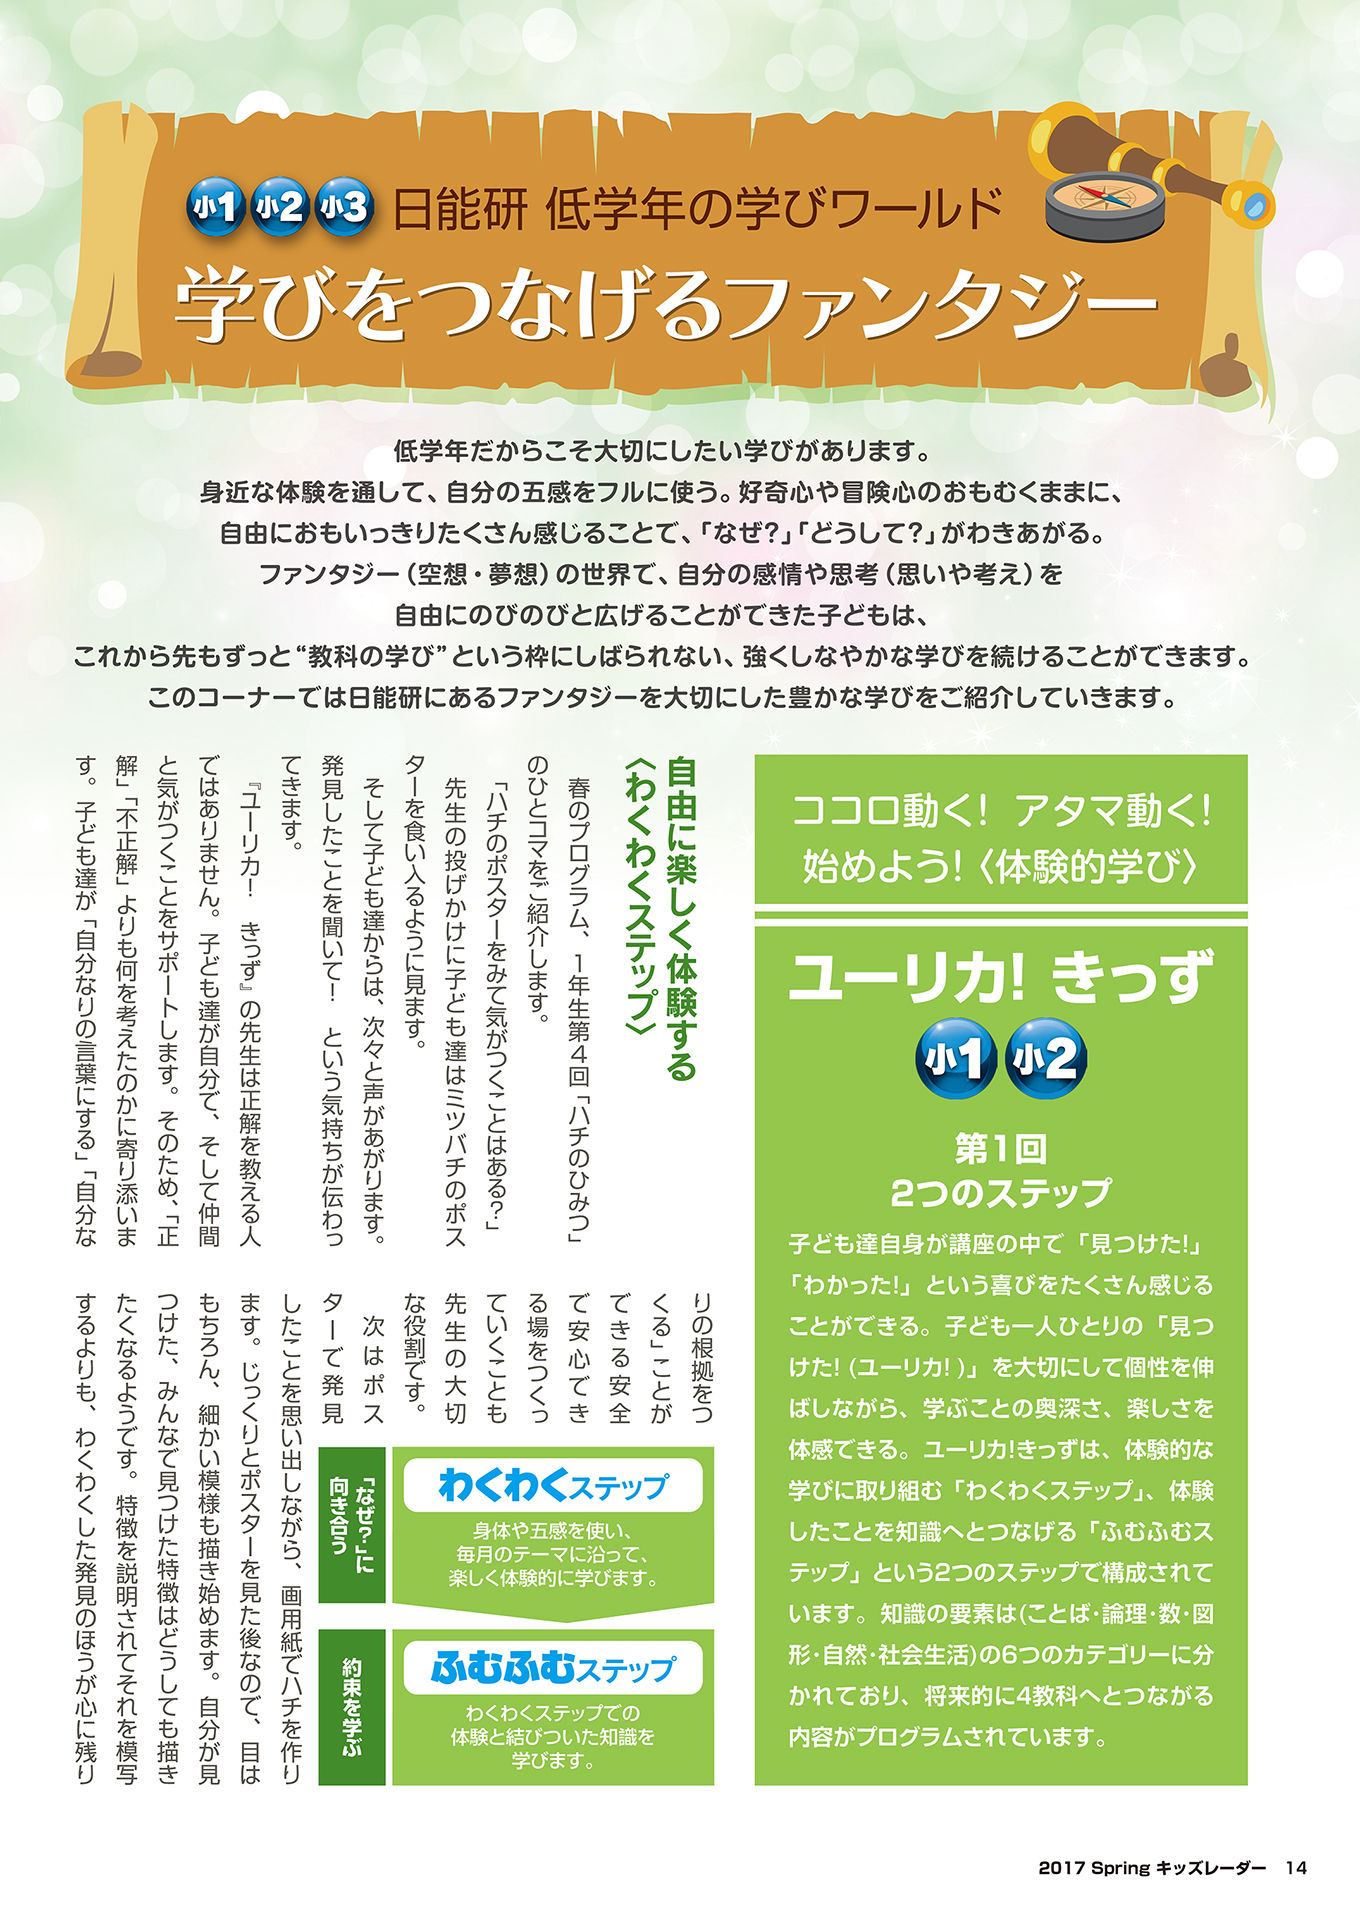 小1 小2 小3 日能研 低学年の学びワールド
学びをつなげるファンタジー
低学年だからこそ大切にしたい学びがあります。
身近な体験を通して、自分の五感をフルに使う。好奇心や冒険心のおもむくままに、
自由におもいっきりたくさん感じることで、「なぜ?」「どうして?」がわきあがる。
ファンタジー（空想・夢想）の世界で、自分の感情や思考（思いや考え）を
自由にのびのびと広げることができた子どもは、
これから先もずっと“教科の学び”という枠にしばられない、強くしなやかな学びを続けることができます。
このコーナーでは日能研にあるファンタジーを大切にした豊かな学びをご紹介していきます。
ココロ動く! アタマ動く!
始めよう!〈体験的学び〉
ユーリカ! きっず
小1 小2
第1回
2つのステップ
子ども達自身が講座の中で「見つけた!」
「わかった!」という喜びをたくさん感じる
ことができる。子ども一人ひとりの「見つ
けた!(ユーリカ!)」を大切にして個性を伸
ばしながら、学ぶことの奥深さ、楽しさを
体感できる。ユーリカ!きっずは、体験的な
学びに取り組む「わくわくステップ」、体験
したことを知識へとつなげる「ふむふむス
テップ」という2つのステップで構成されて
います。知識の要素は(ことば・論理・数・図
形・自然・社会生活)の6つのカテゴリーに分
かれており、将来的に4教科へとつながる
内容がプログラムされています。
自由に楽しく体験する
〈わくわくステップ〉
春のプログラム、1年生第4回「ハチのひみつ」
のひとコマをご紹介します。
「ハチのポスターをみて気がつくことはある?」
先生の投げかけに子ども達はミツバチのポス
ターを食い入るように見ます。
そして子ども達からは、次々と声があがります。
発見したことを聞いて! という気持ちが伝わっ
てきます。
『ユーリカ! きっず』の先生は正解を教える人
ではありません。子ども達が自分で、そして仲間
と気がつくことをサポートします。そのため、「正
解」「不正解」よりも何を考えたのかに寄り添いま
す。子ども達が「自分なりの言葉にする」「自分な
りの根拠をつ
くる」ことが
できる安全
で安心でき
る場をつくっ
ていくことも
先生の大切
な役割です。
次はポス
ターで発見
したことを思い出しながら、画用紙でハチを作り
ます。じっくりとポスターを見た後なので、目は
もちろん、細かい模様も描き始めます。自分が見
つけた、みんなで見つけた特徴はどうしても描き
たくなるようです。特徴を説明されてそれを模写
するよりも、わくわくした発見のほうが心に残り
「なぜ?」に
向き合う
わくわくステップ
身体や五感を使い、
毎月のテーマに沿って、
楽しく体験的に学びます。
約束を学ぶ
ふむふむステップ
わくわくステップでの
体験と結びついた知識を
学びます。
2017 Spring キッズレーダー 14